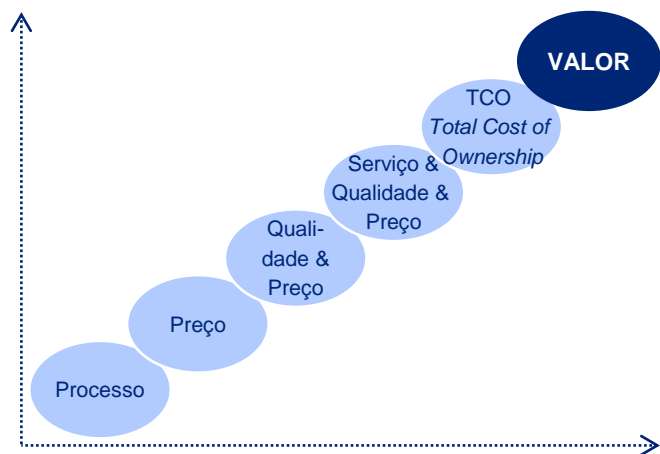 VALOR
TCO
Total Cost of
Ownership
Serviço &
Qualidade &
Preço
Quali-
dade &
Preço
Preço
Processo